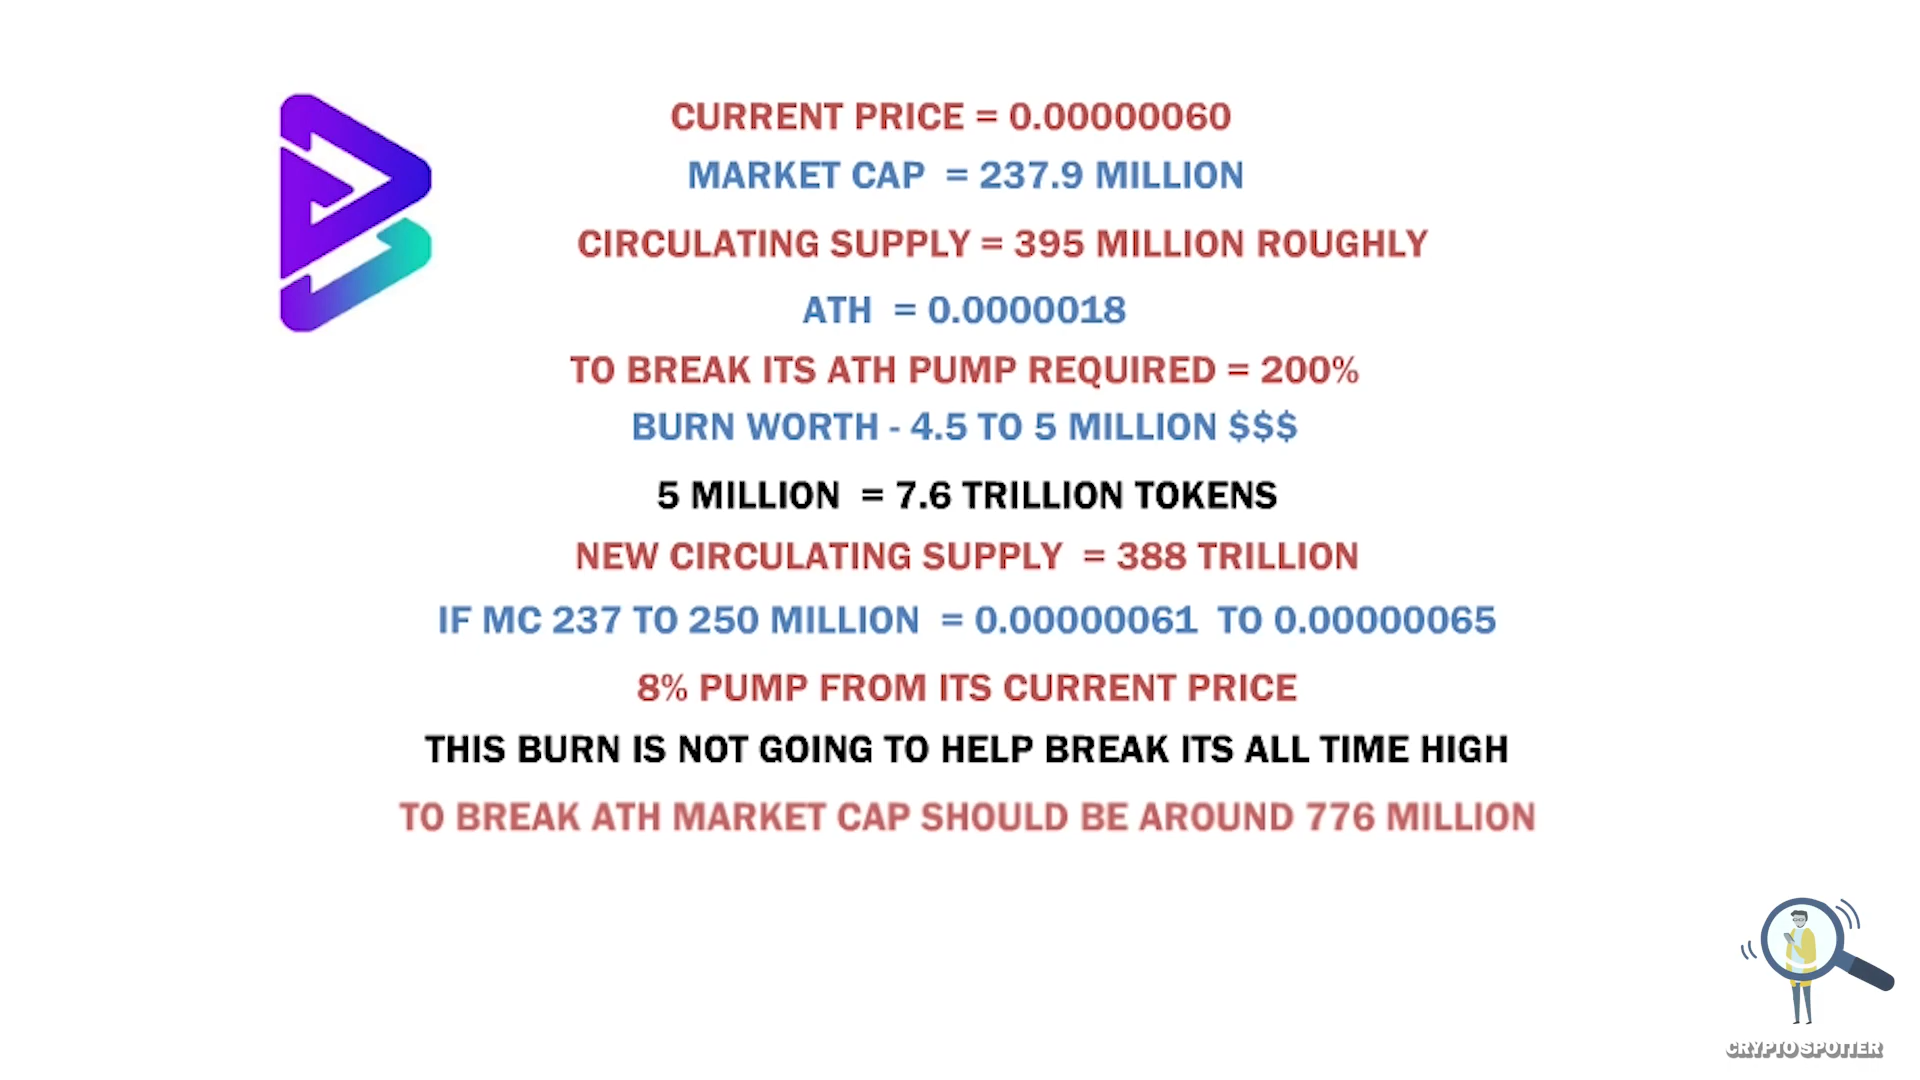 CURRENT PRICE = 0.00000060
MARKET CAP = 237.9 MILLION
CIRCULATING SUPPLY = 395 MILLION ROUGHLY
ATH = 0.0000018
TO BREAK ITS ATH PUMP REQUIRED = 200%
BURN WORTH - 4.5 TO 5 MILLION $$$
5 MILLION = 7.6 TRILLION TOKENS
NEW CIRCULATING SUPPLY = 388 TRILLION
IF MC 237 TO 250 MILLION = 0.00000061 TO 0.00000065
8% PUMP FROM ITS CURRENT PRICE
THIS BURN IS NOT GOING TO HELP BREAK ITS ALL TIME HIGH
TO BREAK ATH MARKET CAP SHOULD BE AROUND 776 MILLION
CRYPTO SPOTTER